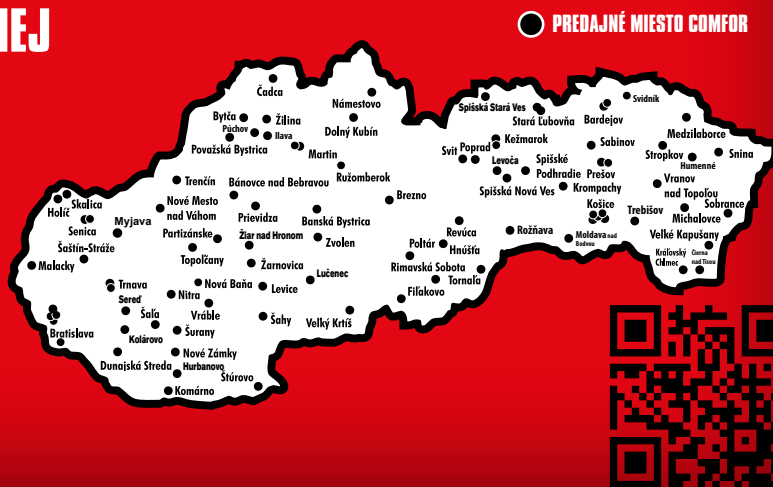 IEJ
PREDAJNÉ MIESTO COMFOR
Čadca
Námestovo
Bytča
Žilina
Púchov
Ilava
Dolný Kubín
Považská Bystrica
Martin
Ružomberok
Spišská Stará Ves
Stará Ľubovňa
Bardejov
Svidník
Medzilaborce
Svit
Poprad
Kežmarok
Sabinov
Stropkov
Humenné
Snina
Levoča
Spišské
Podhradie
Prešov
Spišská Nová Ves
Krompachy
Vranov
nad Topoľou
Košice
Trebišov
Sobrance
Michalovce
Trenčín
Bánovce nad Bebravou
Brezno
Skalica
Holíč
Nové Mesto
nad Váhom
Prievidza
Banská Bystrica
Senica
Myjava
Partizánske
Žiar nad Hronom
Zvolen
Revúca
Rožňava
Moldava nad
Bodvou
Veľké Kapušany
Šaštín-Stráže
Poltár
Hnúšťa
Kráľovský
Chlmec
Čierna
nad Tisou
Malacky
Topoľčany
Žarnovica
Rimavská Sobota
Tornaľa
Trnava
Nová Baňa
Lučenec
Sereď
Nitra
Levice
Fiľakovo
Šaľa
Vráble
Bratislava
Kolárovo
Šurany
Šahy
Veľký Krtíš
Dunajská Streda
Nové Zámky
Hurbanovo
Štúrovo
Komárno